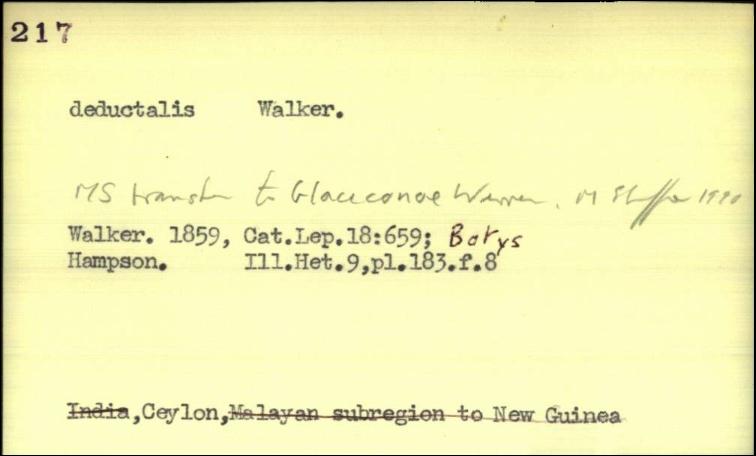 217
deductalis Walker.
MS transfer to Glauconoe Warren. M Shaffer 1990
Walker. 1859, Cat.Lep.18:659; Botys
Hampson. Ill.Het.9,pl.183.f.8
India,Ceylon,Malayan subregion to New Guinea